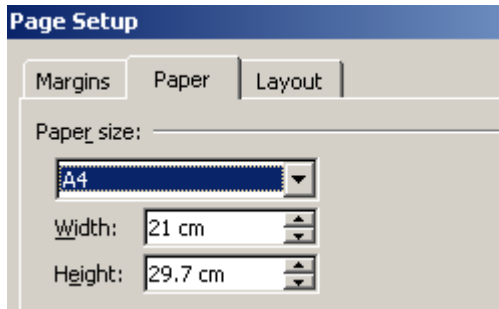 Page Setup
Margins Paper Layout
Paper size:
A4
Width: 21 cm
Height: 29.7 cm